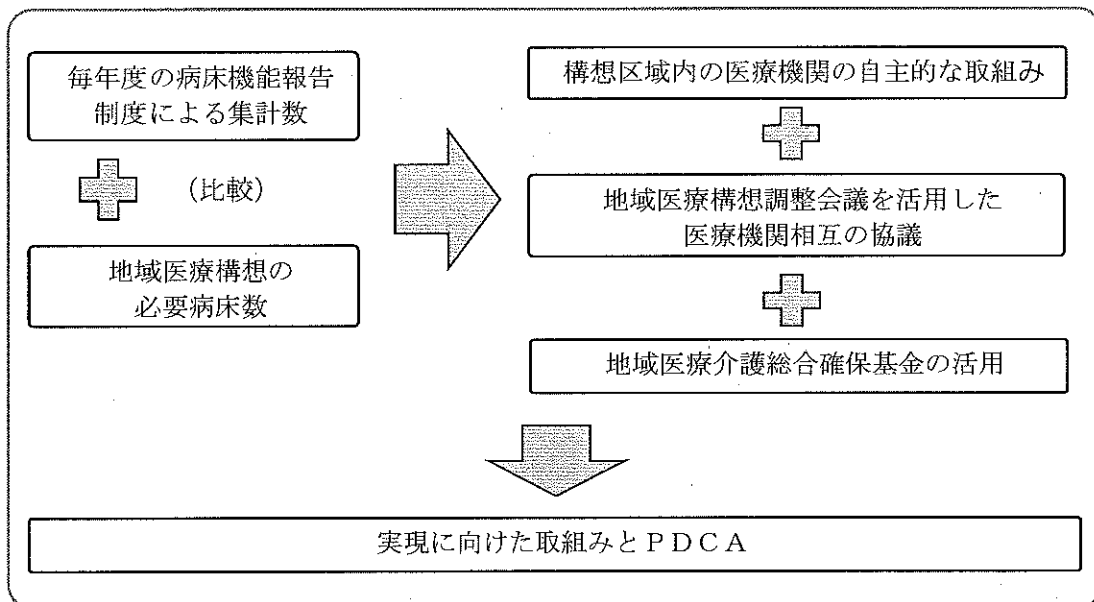 毎年度の病床機能報告
制度による集計数
(比較)
地域医療構想の
必要病床数
構想区域内の医療機関の自主的な取組み
地域医療構想調整会議を活用した
医療機関相互の協議
地域医療介護総合確保基金の活用
実現に向けた取組みとPDCA